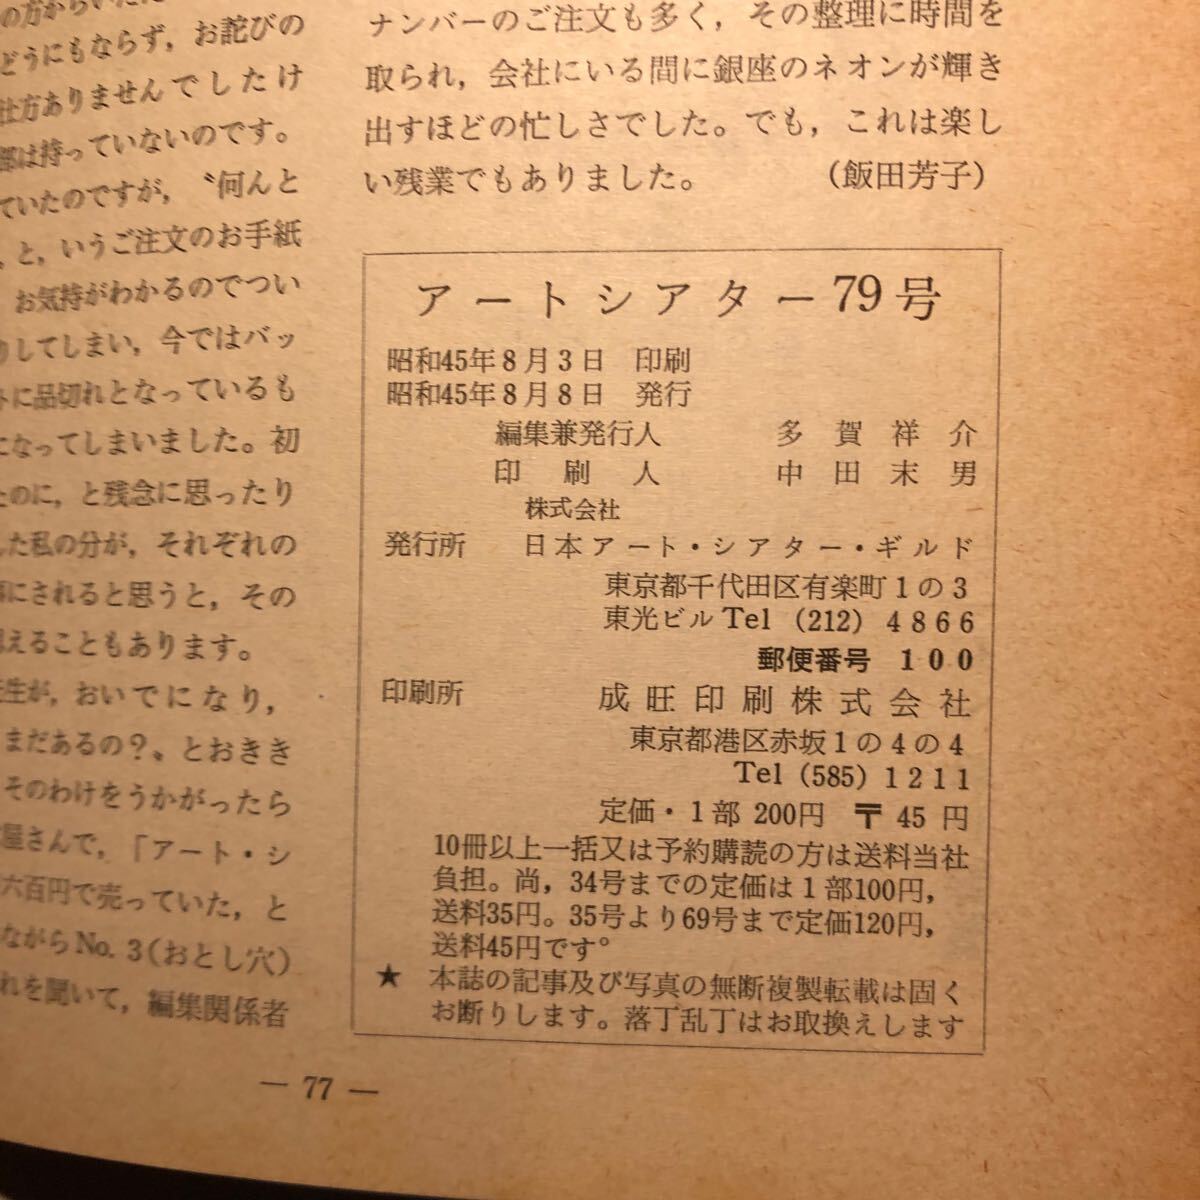 の方からいただ
どうにもならず，お詫びの
仕方ありませんでしたけ
部は持っていないのです。
ていたのですが，〝何んと
，と，いうご注文のお手紙
お気持がわかるのでつい
してしまい，今ではバッ
に品切れとなっているも
になってしまいました。初
たのに，と残念に思ったり
した私の分が，それぞれの
にされると思うと，その
思えることもあります。
先生が，おいでになり，
まだあるの？〟とおきき
そのわけをうかがったら
屋さんで，「アート・シ
六百円で売っていた，と
ながらNo. 3（おとし穴）
れを聞いて，編集関係者
ナンバーのご注文も多く，その整理に時間を
取られ，会社にいる間に銀座のネオンが輝き
出すほどの忙しさでした。でも，これは楽し
い残業でもありました。　（飯田芳子）
アートシアター79号
昭和45年８月３日　印刷
昭和45年８月８日　発行
編集兼発行人　多賀祥介
印刷人　中田末男
株式会社
発行所　日本アート・シアター・ギルド
東京都千代田区有楽町１の３
東光ビル Tel （212）４８６６
郵便番号　１００
印刷所　成旺印刷株式会社
東京都港区赤坂１の４の４
Tel（585）１２１１
定価・１部 200円　〒45円
10冊以上一括又は予約購読の方は送料当社
負担。尚，34号までの定価は１部100円，
送料35円。35号より69号まで定価120円，
送料45円です。
★　本誌の記事及び写真の無断複製転載は固く
お断りします。落丁乱丁はお取換えします
— 77 —